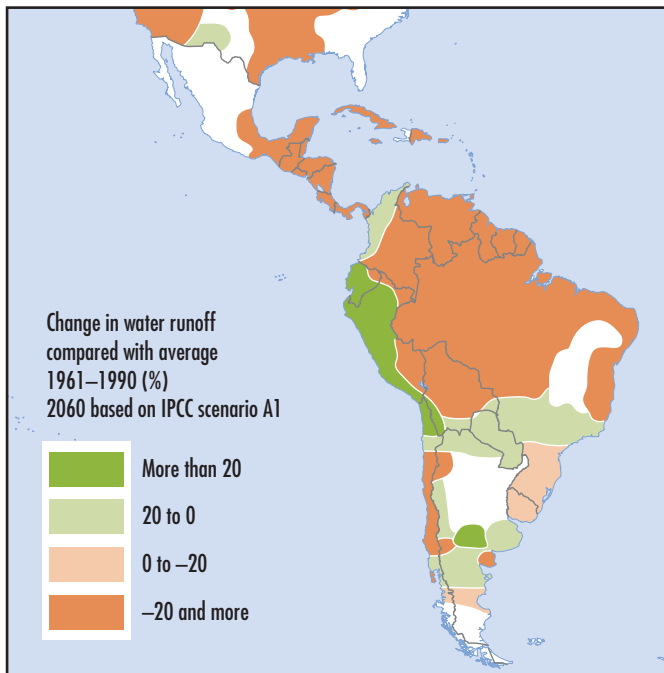 Change in water runoff
compared with average
1961–1990 (%)
2060 based on IPCC scenario A1
More than 20
20 to 0
0 to –20
–20 and more